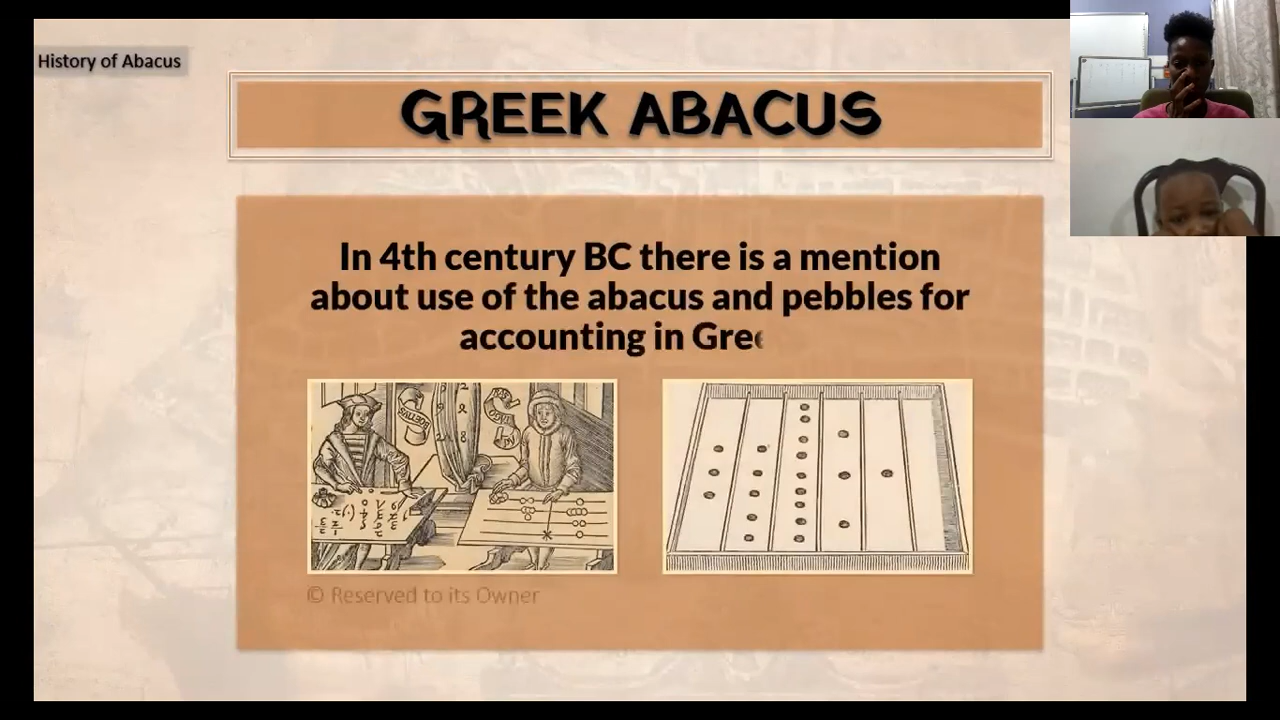 History of Abacus
GREEK ABACUS
In 4th century BC there is a mention
about use of the abacus and pebbles for
accounting in Gree
© Reserved to its Owner